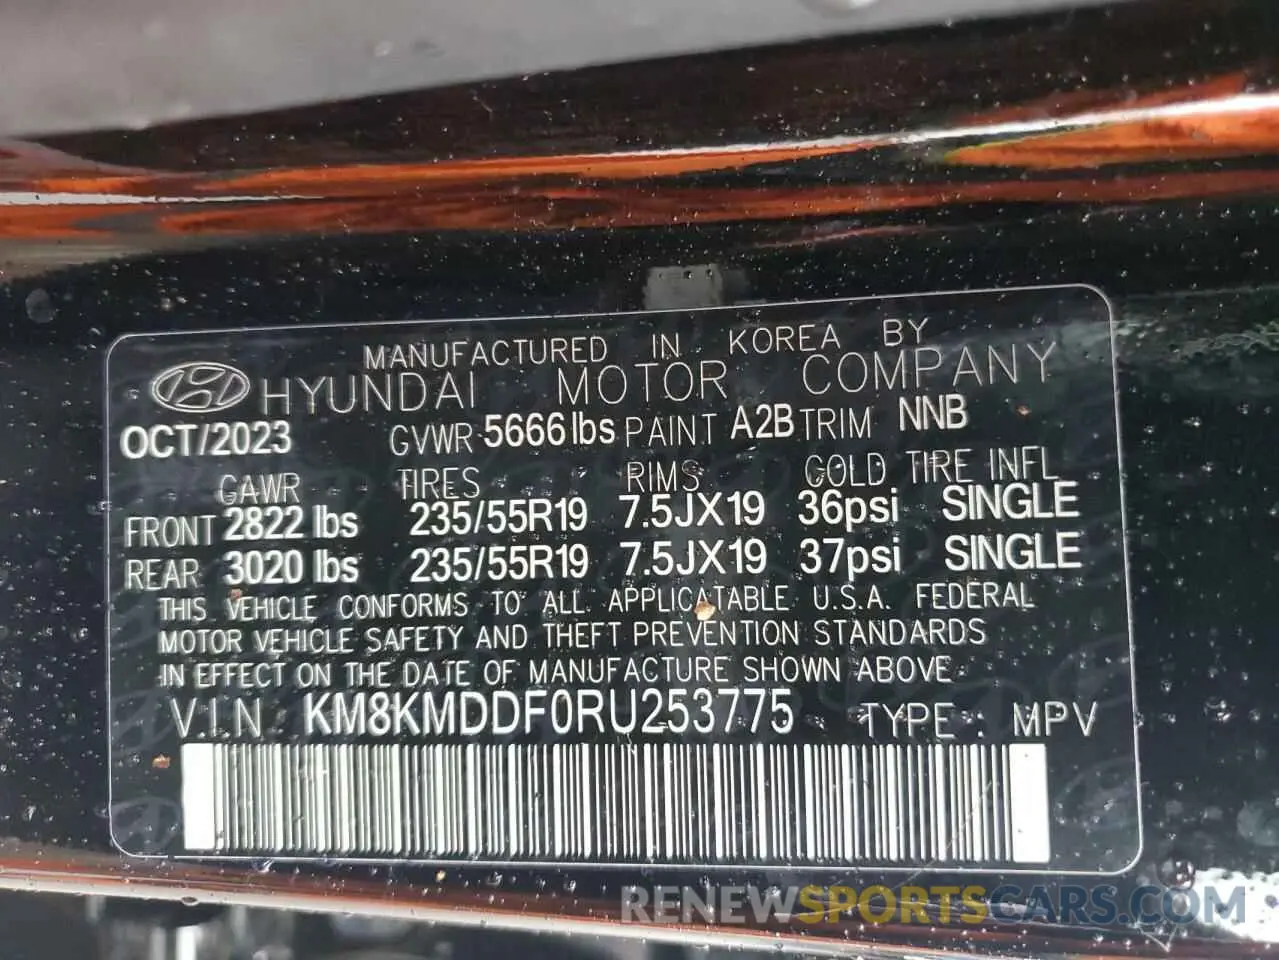 MANUFACTURED IN KOREA BY
HYUNDAI MOTOR COMPANY
OCT/2023 GVWR 5666 lbs PAINT A2B TRIM NNB
GAWR TIRES RIMS COLD TIRE INFL
FRONT 2822 lbs 235/55R19 7.5JX19 36psi SINGLE
REAR 3020 lbs 235/55R19 7.5JX19 37psi SINGLE
THIS VEHICLE CONFORMS TO ALL APPLICATABLE U.S.A. FEDERAL
MOTOR VEHICLE SAFETY AND THEFT PREVENTION STANDARDS
IN EFFECT ON THE DATE OF MANUFACTURE SHOWN ABOVE
V.I.N. KM8KMDDF0RU253775 TYPE : MPV
RENEWSPORTSCARS.COM